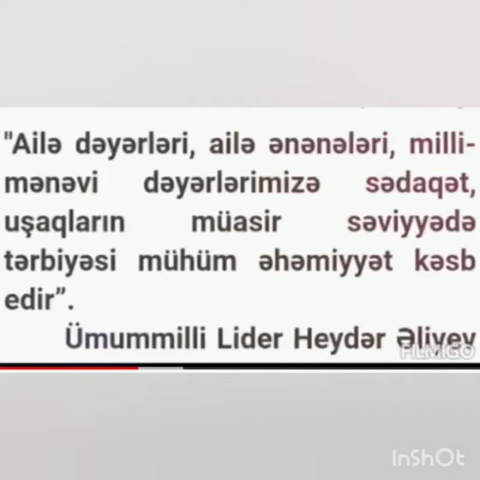 "Ailə dəyərləri, ailə ənənələri, milli-
mənəvi dəyərlərimizə sədaqət,
uşaqların müasir səviyyədə
tərbiyəsi mühüm əhəmiyyət kəsb
edir”.
Ümummilli Lider Heydər Əliyev
FILMIGO
InShOt